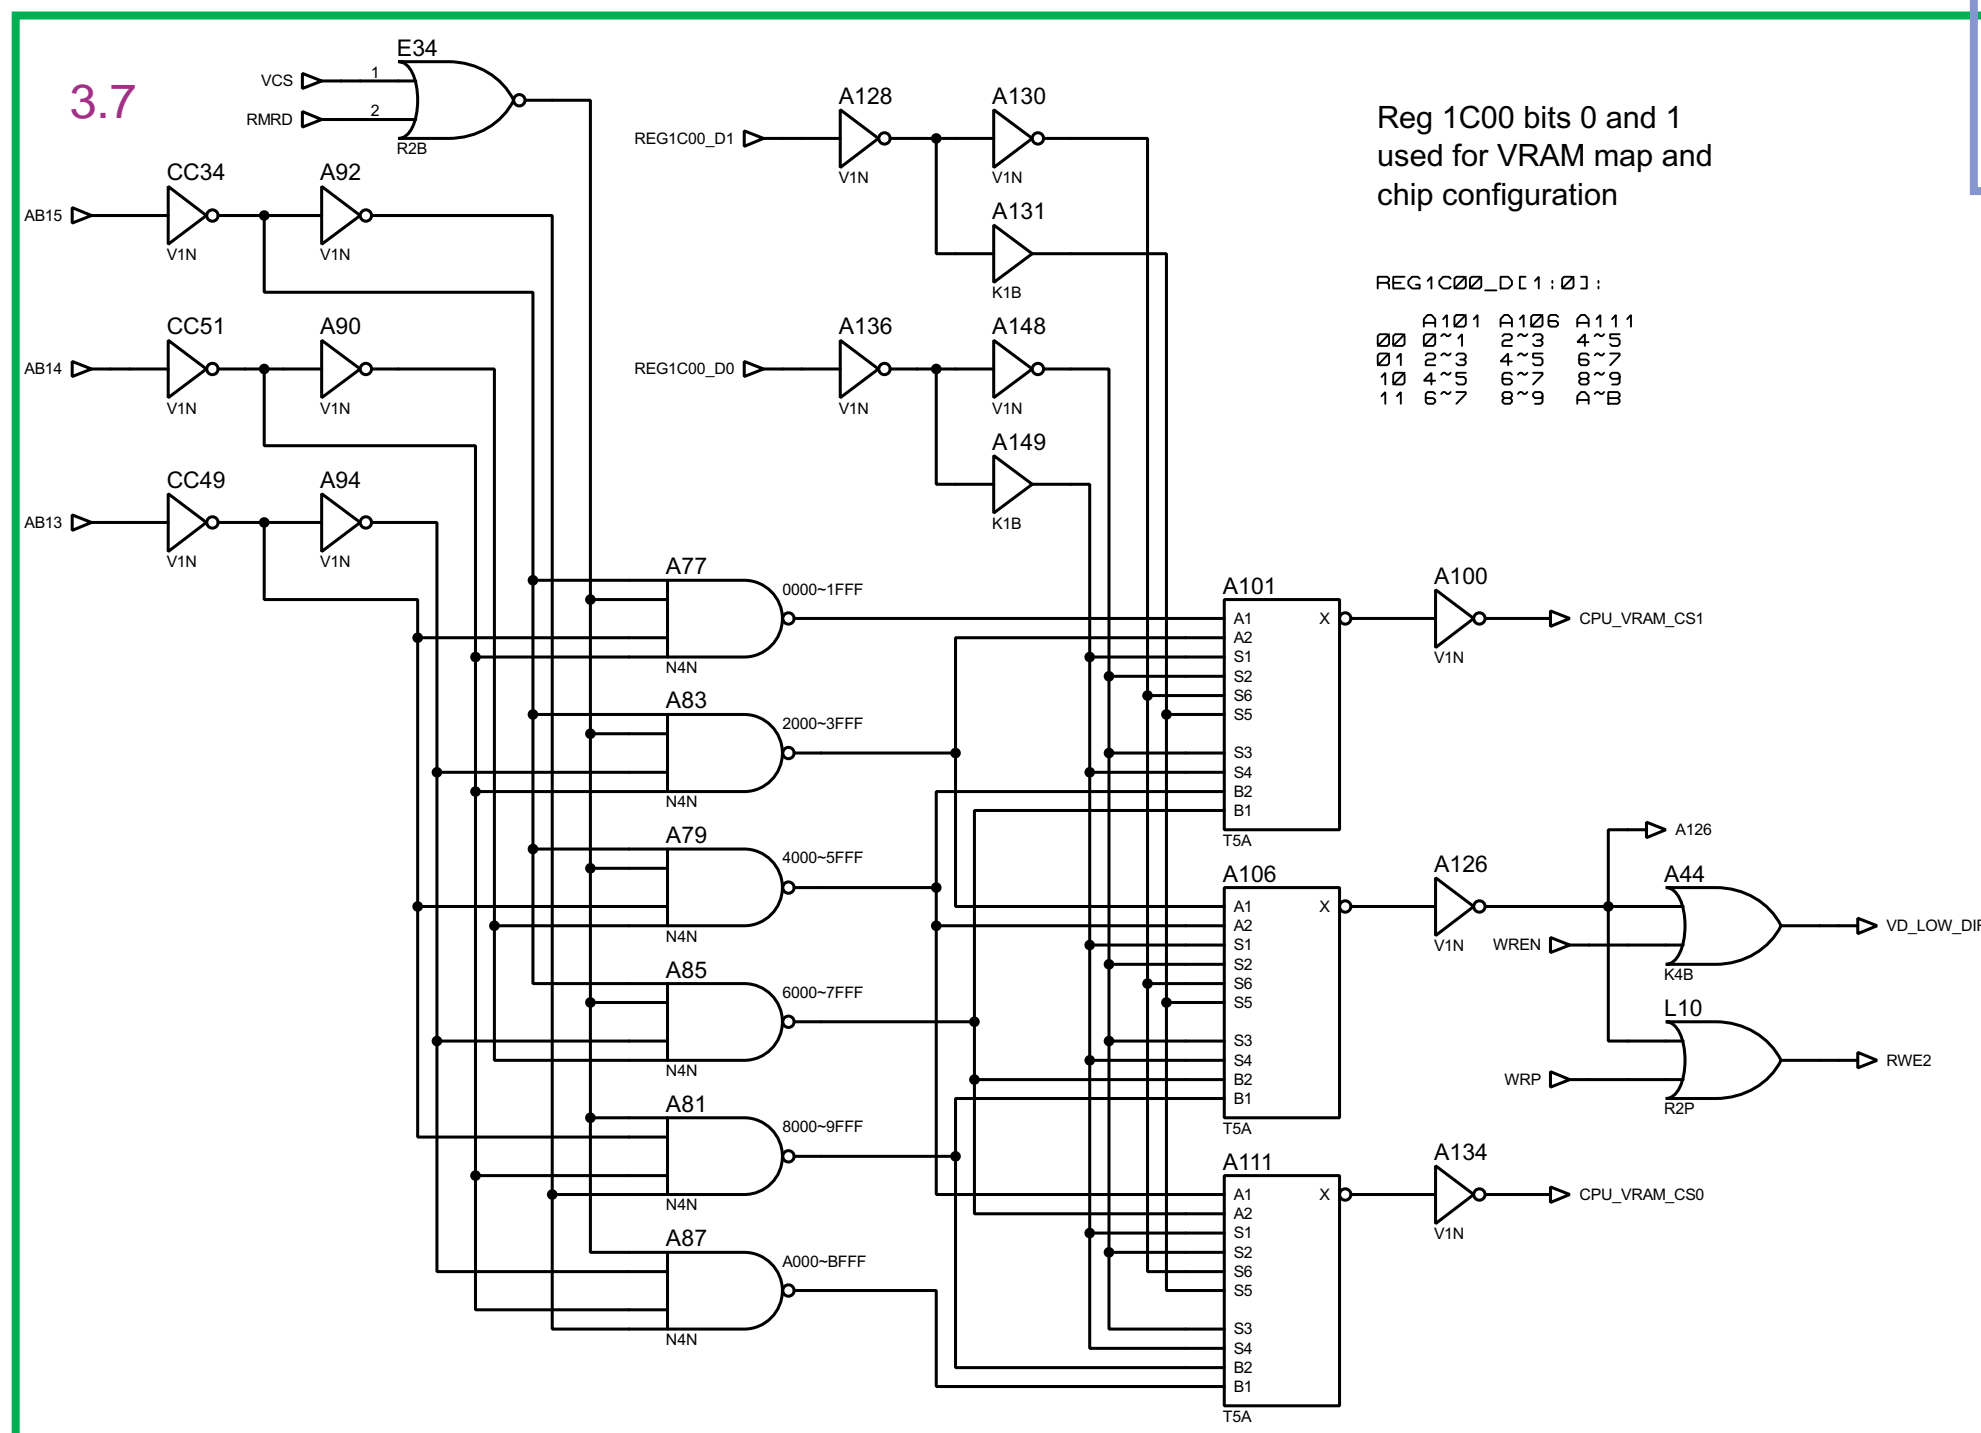 3.7
E34
VCS
1
RMRD
2
R2B
CC34
A92
AB15
V1N
V1N
CC51
A90
AB14
V1N
V1N
CC49
A94
AB13
V1N
V1N
A128
A130
REG1C00_D1
V1N
V1N
A131
K1B
A136
A148
REG1C00_D0
V1N
V1N
A149
K1B
Reg 1C00 bits 0 and 1
used for VRAM map and
chip configuration
REG1C00_D[1:0]:
A101 A106 A111
00 0~1 2~3 4~5
01 2~3 4~5 6~7
10 4~5 6~7 8~9
11 6~7 8~9 A~B
A77
0000~1FFF
N4N
A83
2000~3FFF
N4N
A79
4000~5FFF
N4N
A85
6000~7FFF
N4N
A81
8000~9FFF
N4N
A87
A000~BFFF
N4N
A101
A1 X
A2
S1
S2
S6
S5
S3
S4
B2
B1
T5A
A100
V1N
CPU_VRAM_CS1
A106
A1 X
A2
S1
S2
S6
S5
S3
S4
B2
B1
T5A
A126
V1N
A126
A44
WREN
K4B
VD_LOW_DI
L10
WRP
R2P
RWE2
A111
A1 X
A2
S1
S2
S6
S5
S3
S4
B2
B1
T5A
A134
V1N
CPU_VRAM_CS0